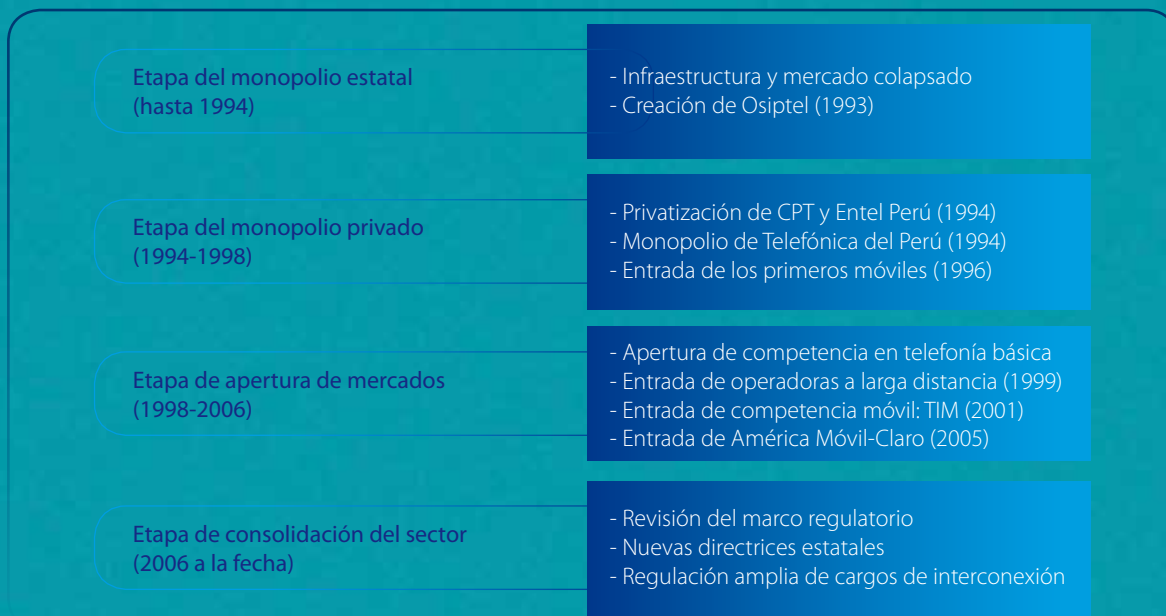 Etapa del monopolio estatal
(hasta 1994)
- Infraestructura y mercado colapsado
- Creación de Osiptel (1993)
Etapa del monopolio privado
(1994-1998)
- Privatización de CPT y Entel Perú (1994)
- Monopolio de Telefónica del Perú (1994)
- Entrada de los primeros móviles (1996)
Etapa de apertura de mercados
(1998-2006)
- Apertura de competencia en telefonía básica
- Entrada de operadoras a larga distancia (1999)
- Entrada de competencia móvil: TIM (2001)
- Entrada de América Móvil-Claro (2005)
Etapa de consolidación del sector
(2006 a la fecha)
- Revisión del marco regulatorio
- Nuevas directrices estatales
- Regulación amplia de cargos de interconexión